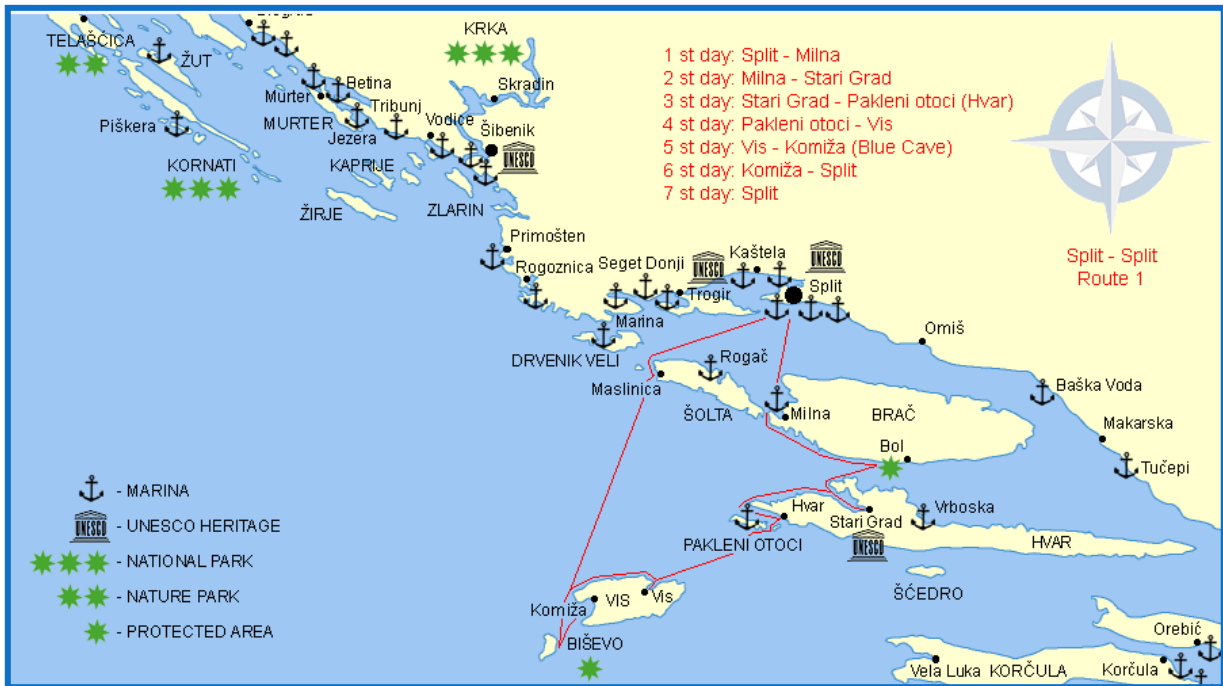 TELAŠĆICA
ŽUT
KRKA
Skradin
Betina
Murter
Tribunj
MURTER
Jezera
Vodice
Šibenik
UNESCO
Piškera
KORNATI
KAPRIJE
ŽIRJE
ZLARIN
1 st day: Split - Milna
2 st day: Milna - Stari Grad
3 st day: Stari Grad - Pakleni otoci (Hvar)
4 st day: Pakleni otoci - Vis
5 st day: Vis - Komiža (Blue Cave)
6 st day: Komiža - Split
7 st day: Split
Split - Split
Route 1
Primošten
Rogoznica
Seget Donji
UNESCO
Kaštela
UNESCO
Trogir
Split
Marina
DRVENIK VELI
Omiš
Rogač
Maslinica
ŠOLTA
Milna
BRAČ
Bol
Baška Voda
Makarska
Tučepi
Hvar
Stari Grad
Vrboska
PAKLENI OTOCI
UNESCO
HVAR
ŠĆEDRO
Komiža
VIS
Vis
BIŠEVO
Orebić
Vela Luka
KORČULA
Korčula
- MARINA
UNESCO
- UNESCO HERITAGE
- NATIONAL PARK
- NATURE PARK
- PROTECTED AREA